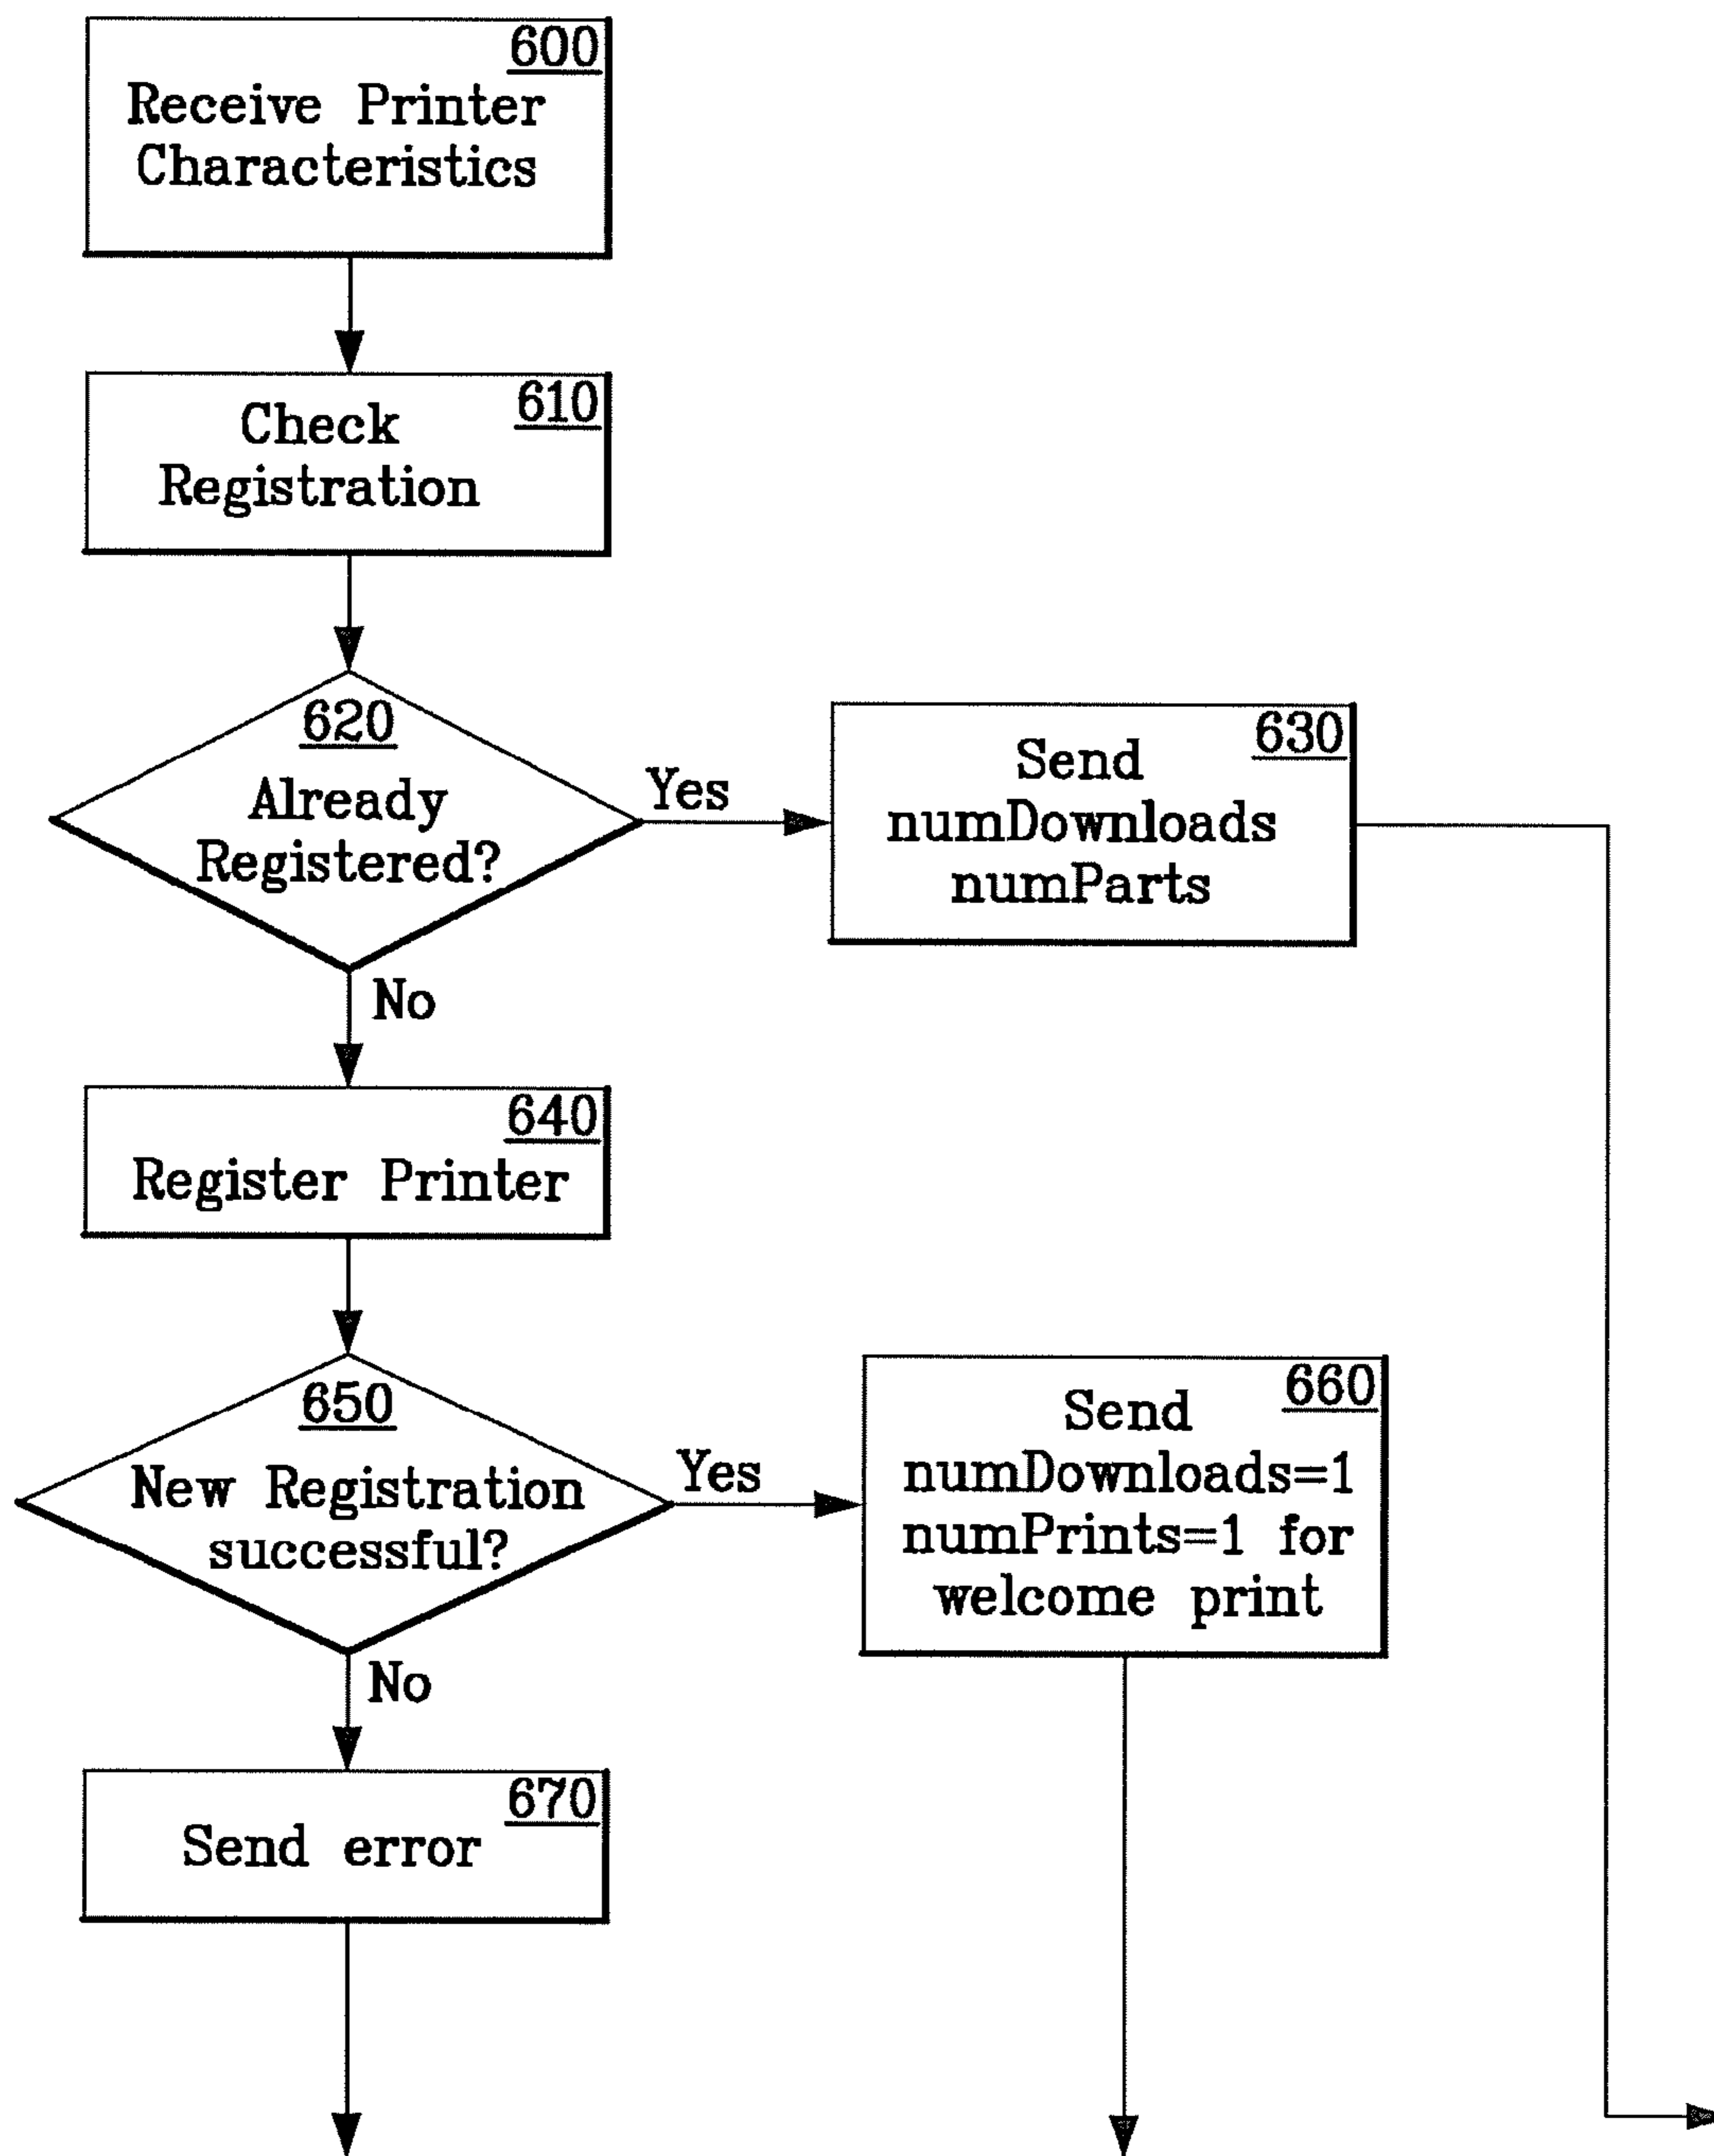 600
Receive Printer
Characteristics
610
Check
Registration
620
Already
Registered?
Yes
630
Send
numDownloads
numParts
No
640
Register Printer
650
New Registration
successful?
Yes
660
Send
numDownloads=1
numPrints=1 for
welcome print
No
670
Send error